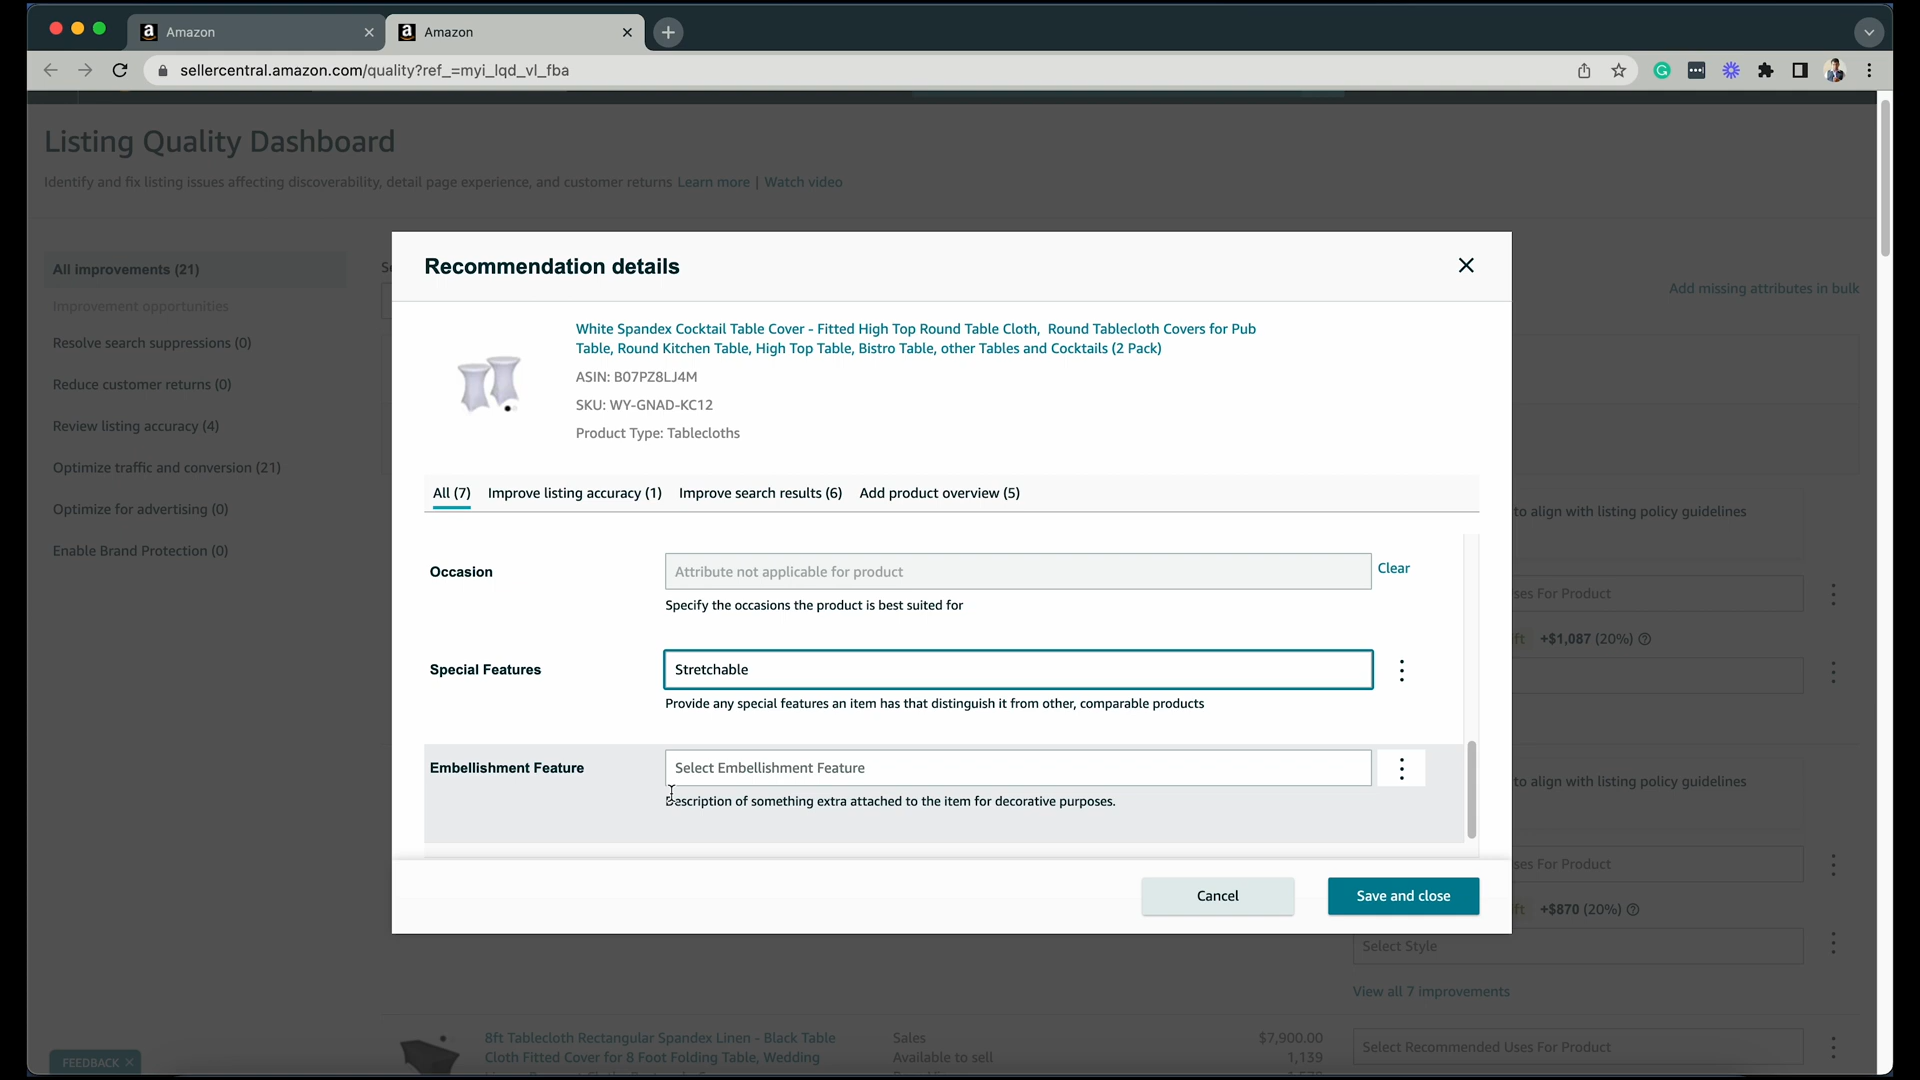 Amazon
Amazon
sellercentral.amazon.com/quality?ref_=myi_lqd_vl_fba
Listing Quality Dashboard
Identify and fix listing issues affecting discoverability, detail page experience, and customer returns Learn more | Watch video
All improvements (21)
Improvement opportunities
Resolve search suppressions (0)
Reduce customer returns (0)
Review listing accuracy (4)
Optimize traffic and conversion (21)
Optimize for advertising (0)
Enable Brand Protection (0)
Add missing attributes in bulk
Recommendation details
White Spandex Cocktail Table Cover - Fitted High Top Round Table Cloth, Round Tablecloth Covers for Pub
Table, Round Kitchen Table, High Top Table, Bistro Table, other Tables and Cocktails (2 Pack)
ASIN: B07PZ8LJ4M
SKU: WY-GNAD-KC12
Product Type: Tablecloths
All (7) Improve listing accuracy (1) Improve search results (6) Add product overview (5)
Occasion
Attribute not applicable for product
Clear
Specify the occasions the product is best suited for
Special Features
Stretchable
Provide any special features an item has that distinguish it from other, comparable products
Embellishment Feature
Select Embellishment Feature
Description of something extra attached to the item for decorative purposes.
Cancel
Save and close
to align with listing policy guidelines
ses For Product
ft +$1,087 (20%)
to align with listing policy guidelines
ses For Product
ft +$870 (20%)
Select Style
View all 7 improvements
8ft Tablecloth Rectangular Spandex Linen - Black Table
Cloth Fitted Cover for 8 Foot Folding Table, Wedding
Sales
$7,900.00
Available to sell
1,139
Select Recommended Uses For Product
FEEDBACK